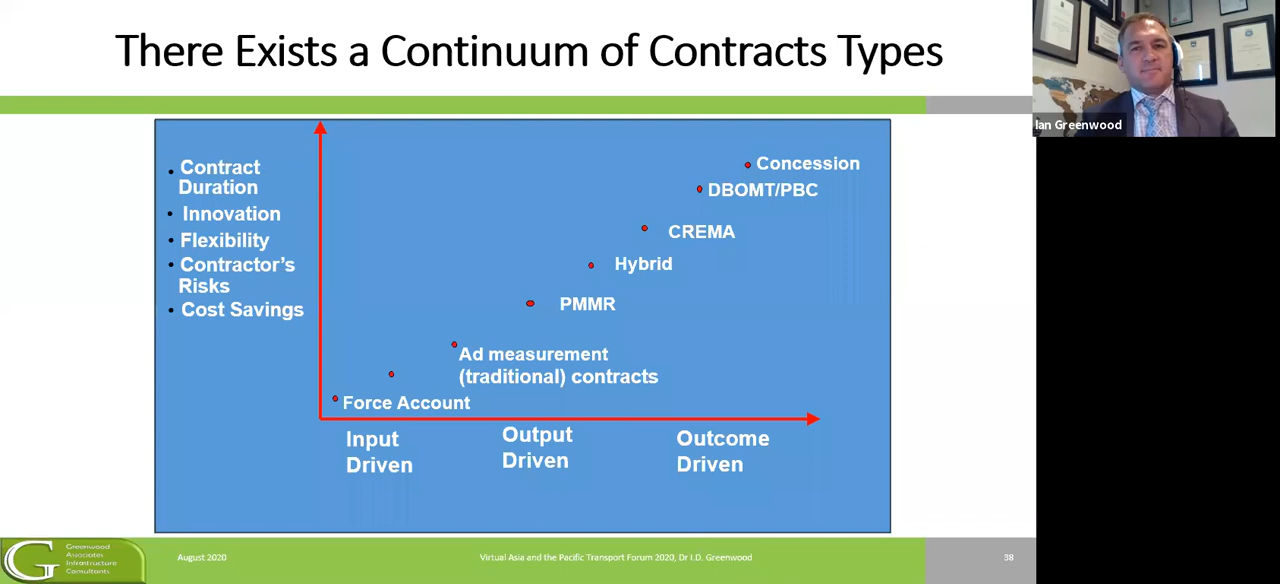 There Exists a Continuum of Contracts Types
Ian Greenwood
Contract
Duration
Innovation
Flexibility
Contractor's
Risks
Cost Savings
Concession
DBOMT/PBC
CREMA
Hybrid
PMMR
Ad measurement
(traditional) contracts
Force Account
Input
Driven
Output
Driven
Outcome
Driven
G
Greenwood
Associates
Infrastructure
Consultants
August 2020
Virtual Asia and the Pacific Transport Forum 2020, Dr I.D. Greenwood
38